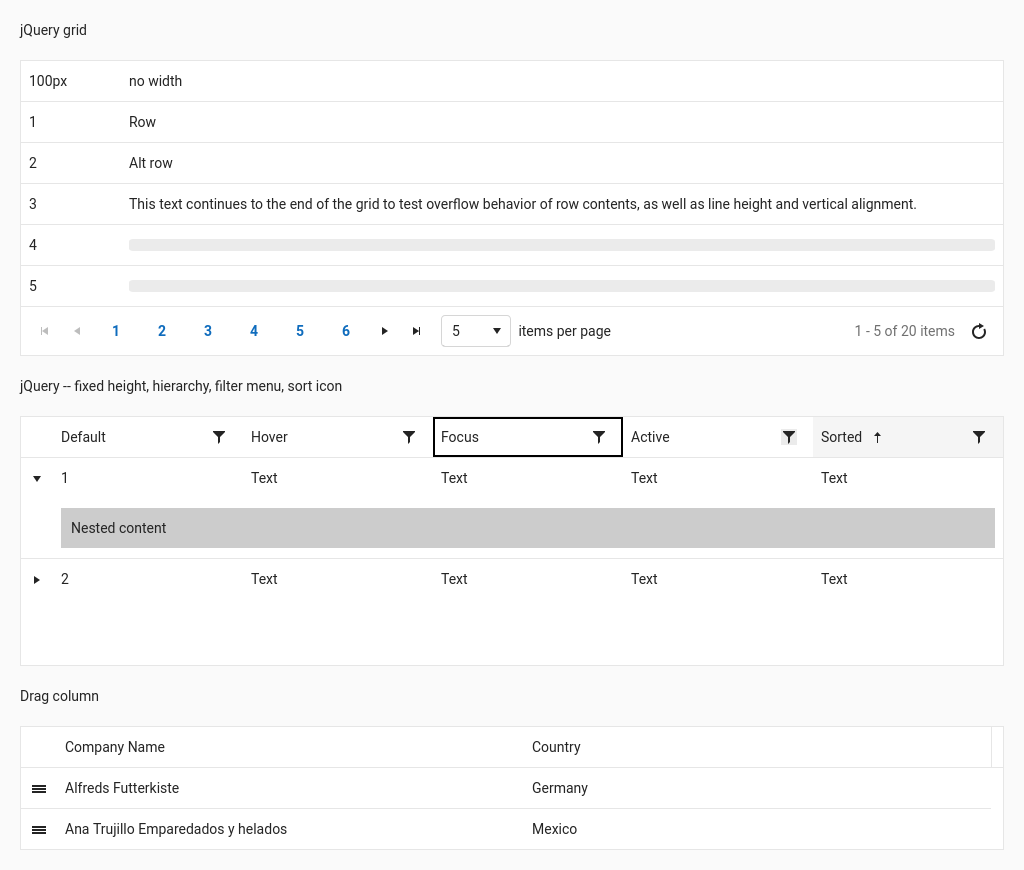 jQuery grid
100px no width
1 Row
2 Alt row
3 This text continues to the end of the grid to test overflow behavior of row contents, as well as line height and vertical alignment.
4
5
1 2 3 4 5 6 5 items per page 1 - 5 of 20 items
jQuery -- fixed height, hierarchy, filter menu, sort icon
Default Hover Focus Active Sorted
1 Text Text Text Text
Nested content
2 Text Text Text Text
Drag column
Company Name Country
Alfreds Futterkiste Germany
Ana Trujillo Emparedados y helados Mexico